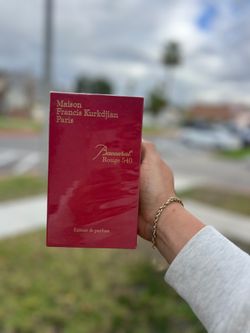 Maison
Francis Kurkdjian
Paris
Baccarat
Rouge 540
Extrait de parfum